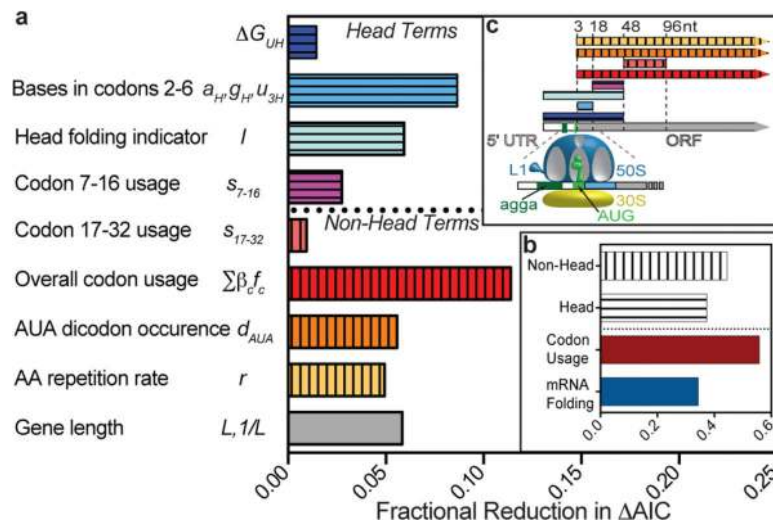 a
ΔG_UH
Head Terms
Bases in codons 2-6 a_H, g_H, u_3H
Head folding indicator I
Codon 7-16 usage s_7-16
Non-Head Terms
Codon 17-32 usage s_17-32
Overall codon usage Σβ_c f_c
AUA dicodon occurence d_AUA
AA repetition rate r
Gene length L,1/L
0.00 0.05 0.10 0.15 0.20 0.25
Fractional Reduction in ΔAIC
c
3 18 48 96nt
5' UTR ORF
L1 50S
agga 30S
AUG
b
Non-Head
Head
Codon
Usage
mRNA
Folding
0.0 0.2 0.4